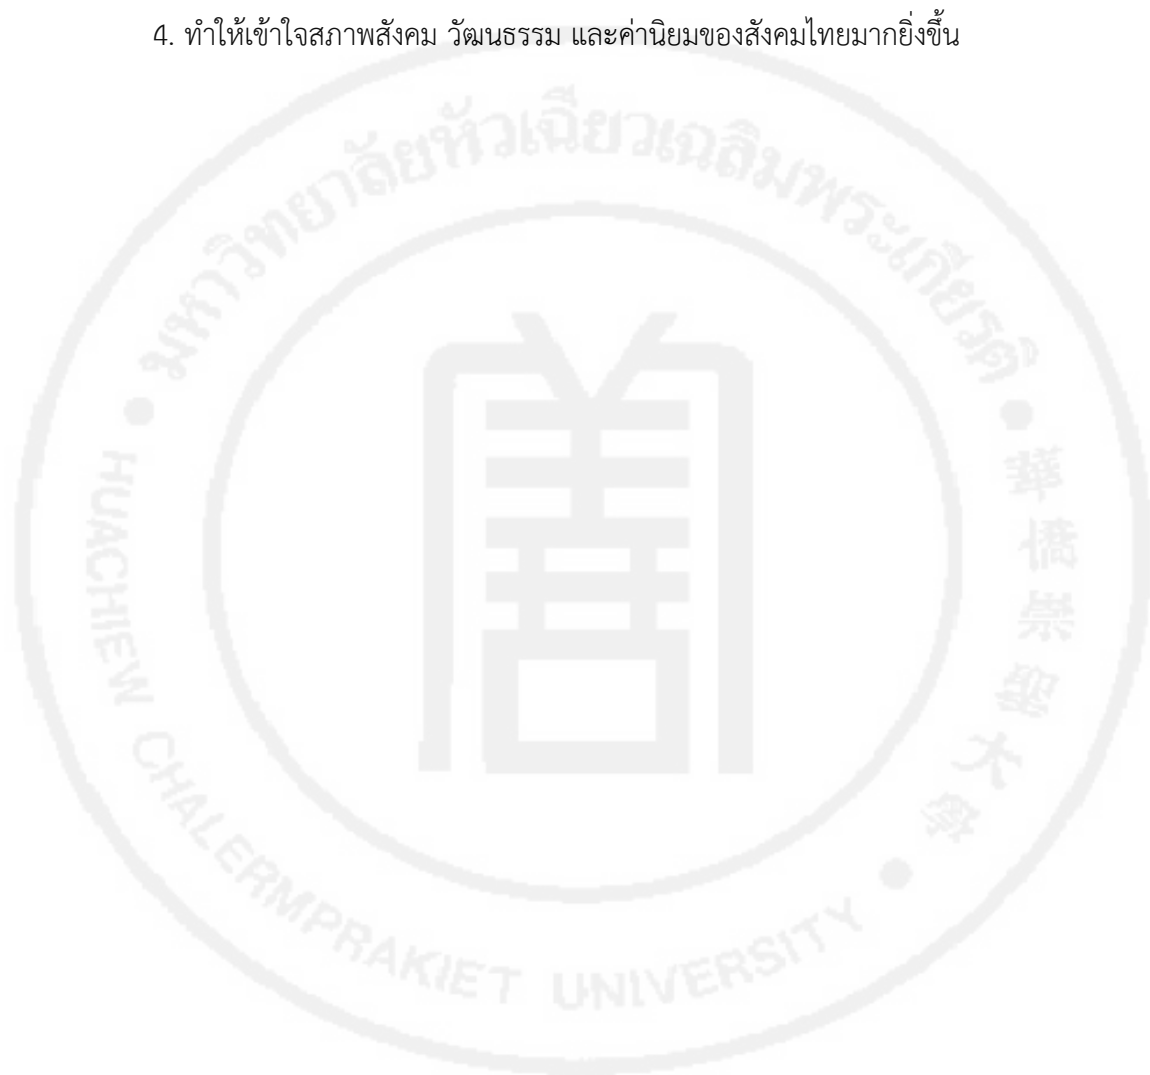 4. ทำให้เข้าใจสภาพสังคม วัฒนธรรม และค่านิยมของสังคมไทยมากยิ่งขึ้น
มหาวิทยาลัยหัวเฉียวเฉลิมพระเกียรติ
華僑崇聖大學
HUACHIEW CHALERMPRAKIET UNIVERSITY